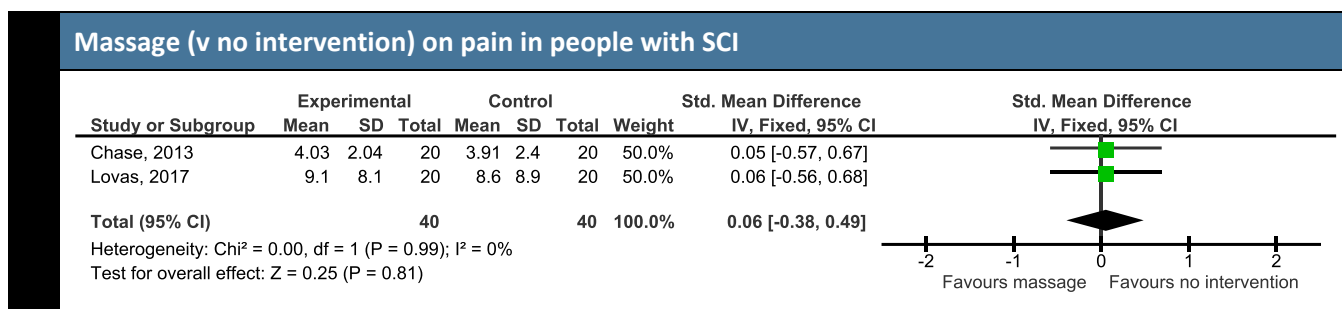 Massage (v no intervention) on pain in people with SCI
Experimental Control Std. Mean Difference Std. Mean Difference
Study or Subgroup Mean SD Total Mean SD Total Weight IV, Fixed, 95% CI IV, Fixed, 95% CI
Chase, 2013 4.03 2.04 20 3.91 2.4 20 50.0% 0.05 [-0.57, 0.67]
Lovas, 2017 9.1 8.1 20 8.6 8.9 20 50.0% 0.06 [-0.56, 0.68]
Total (95% CI) 40 40 100.0% 0.06 [-0.38, 0.49]
Heterogeneity: Chi² = 0.00, df = 1 (P = 0.99); I² = 0%
Test for overall effect: Z = 0.25 (P = 0.81)
-2 -1 0 1 2
Favours massage Favours no intervention